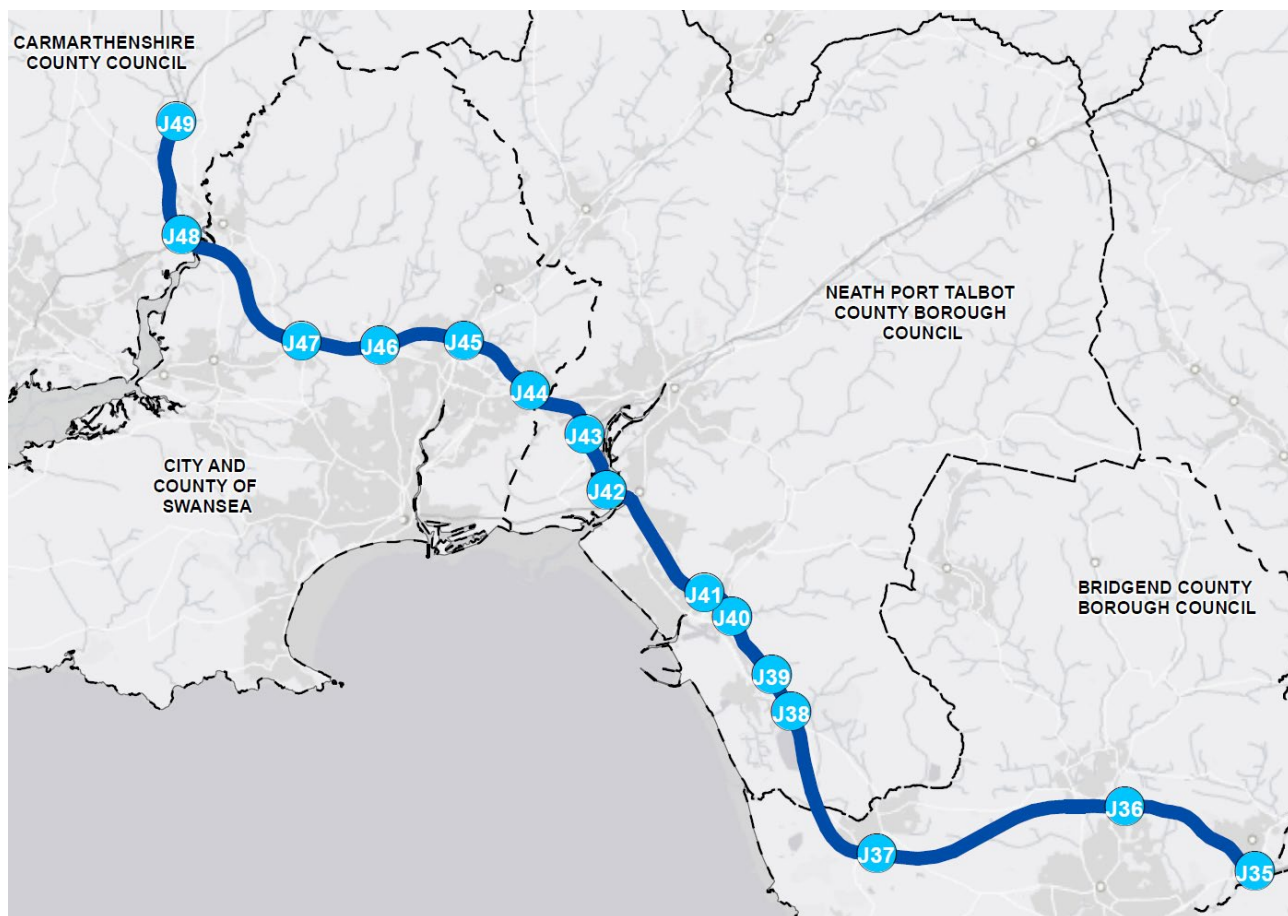 CARMARTHENSHIRE
COUNTY COUNCIL
J49
J48
J47
J46
J45
J44
J43
J42
NEATH PORT TALBOT
COUNTY BOROUGH
COUNCIL
CITY AND
COUNTY OF
SWANSEA
J41
J40
J39
J38
BRIDGEND COUNTY
BOROUGH COUNCIL
J37
J36
J35